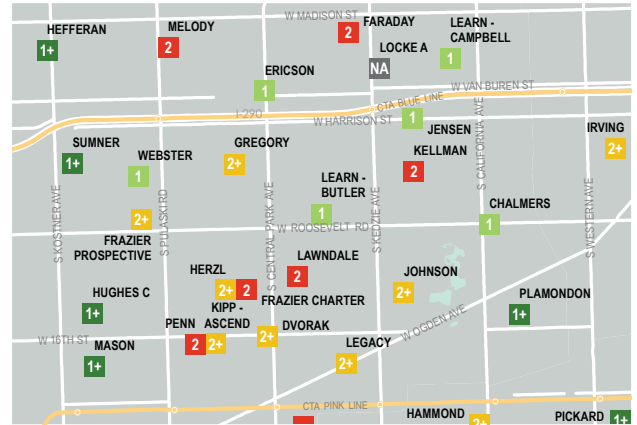 W MADISON ST
HEFFERAN
1+
MELODY
2
FARADAY
2
LOCKE A
NA
LEARN -
CAMPBELL
1
ERICSON
1
W VAN BUREN ST
CTA BLUE LINE
I-290
W HARRISON ST
1
JENSEN
S CALIFORNIA AVE
IRVING
2+
SUMNER
1+
WEBSTER
1
GREGORY
2+
KELLMAN
2
LEARN -
BUTLER
1
CHALMERS
1
S KOSTNER AVE
S PULASKI RD
S CENTRAL PARK AVE
S KEDZIE AVE
S WESTERN AVE
2+
FRAZIER
PROSPECTIVE
W ROOSEVELT RD
HERZL
2+
2
FRAZIER CHARTER
LAWNDALE
2
JOHNSON
2+
HUGHES C
1+
PLAMONDON
1+
KIPP -
ASCEND
2+
PENN
2
DVORAK
2+
W OGDEN AVE
W 16TH ST
MASON
1+
LEGACY
2+
CTA PINK LINE
HAMMOND
2+
PICKARD
1+